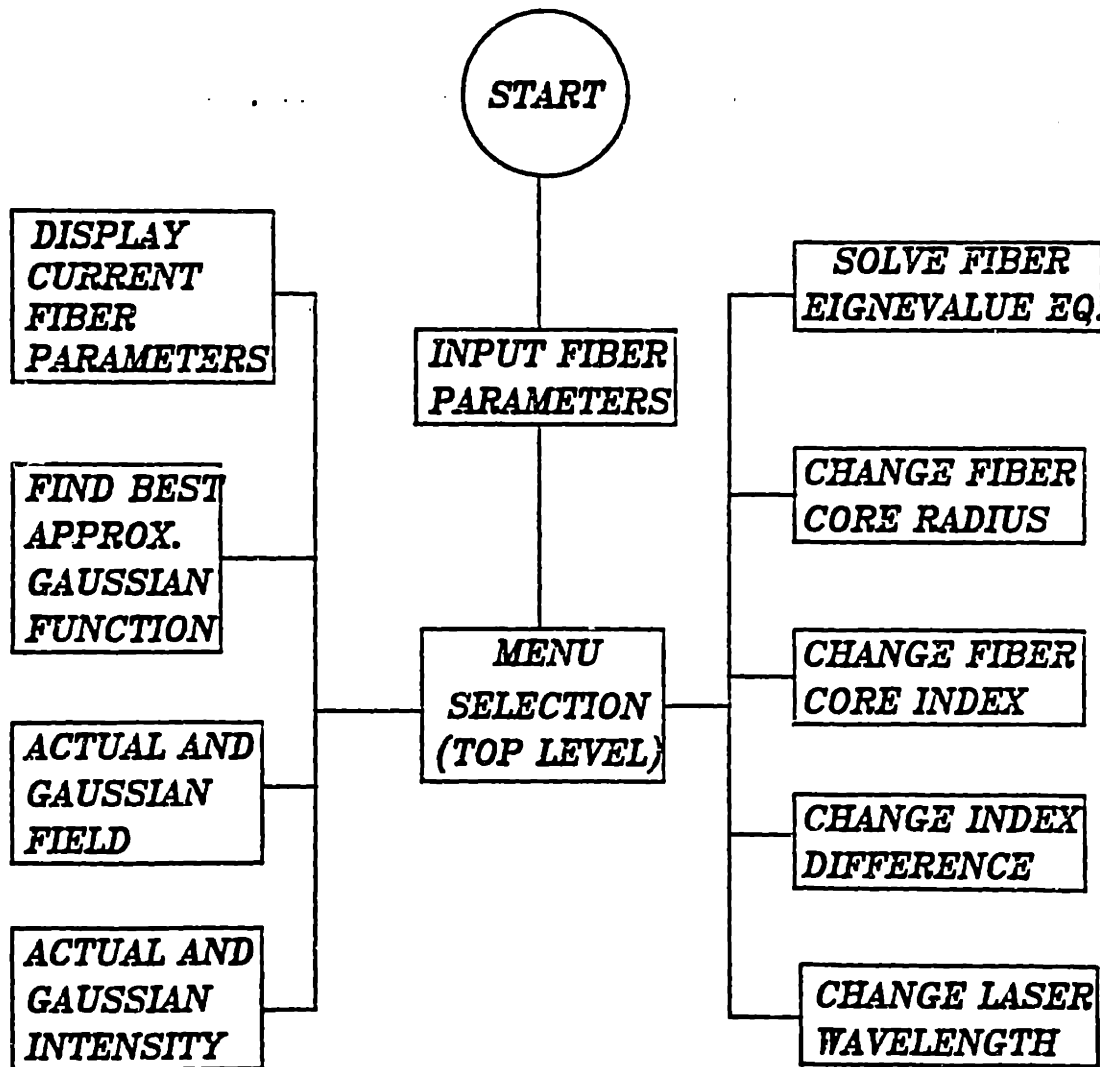 START
DISPLAY
CURRENT
FIBER
PARAMETERS
INPUT FIBER
PARAMETERS
SOLVE FIBER
EIGNEVALUE EQ.
FIND BEST
APPROX.
GAUSSIAN
FUNCTION
CHANGE FIBER
CORE RADIUS
MENU
SELECTION
(TOP LEVEL)
CHANGE FIBER
CORE INDEX
ACTUAL AND
GAUSSIAN
FIELD
CHANGE INDEX
DIFFERENCE
ACTUAL AND
GAUSSIAN
INTENSITY
CHANGE LASER
WAVELENGTH